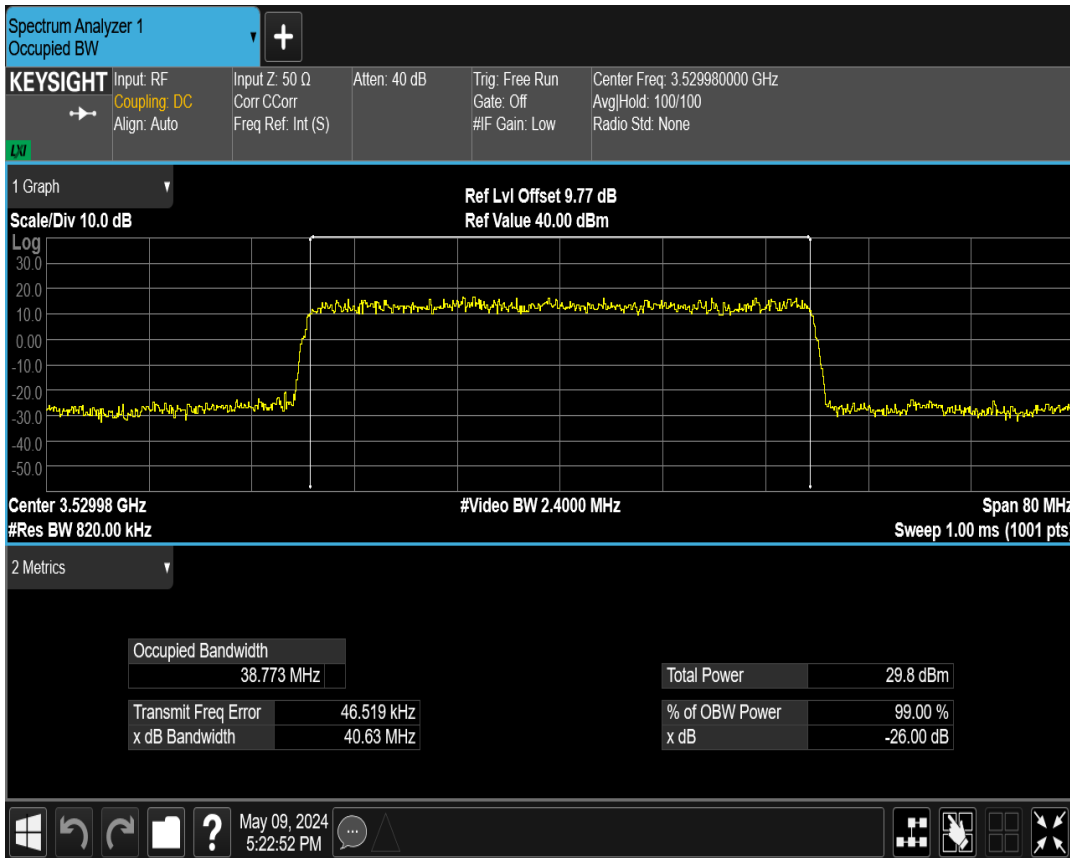 Spectrum Analyzer 1
Occupied BW
+
KEYSIGHT
LXI
Input: RF
Coupling: DC
Align: Auto
Input Z: 50 Ω
Corr CCorr
Freq Ref: Int (S)
Atten: 40 dB
Trig: Free Run
Gate: Off
#IF Gain: Low
Center Freq: 3.529980000 GHz
Avg|Hold: 100/100
Radio Std: None
1 Graph
Scale/Div 10.0 dB
Ref Lvl Offset 9.77 dB
Ref Value 40.00 dBm
Log
30.0
20.0
10.0
0.00
-10.0
-20.0
-30.0
-40.0
-50.0
Center 3.52998 GHz
#Video BW 2.4000 MHz
Span 80 MHz
#Res BW 820.00 kHz
Sweep 1.00 ms (1001 pts)
2 Metrics
Occupied Bandwidth
38.773 MHz
Total Power 29.8 dBm
Transmit Freq Error 46.519 kHz
% of OBW Power 99.00 %
x dB Bandwidth 40.63 MHz
x dB -26.00 dB
?
May 09, 2024
5:22:52 PM